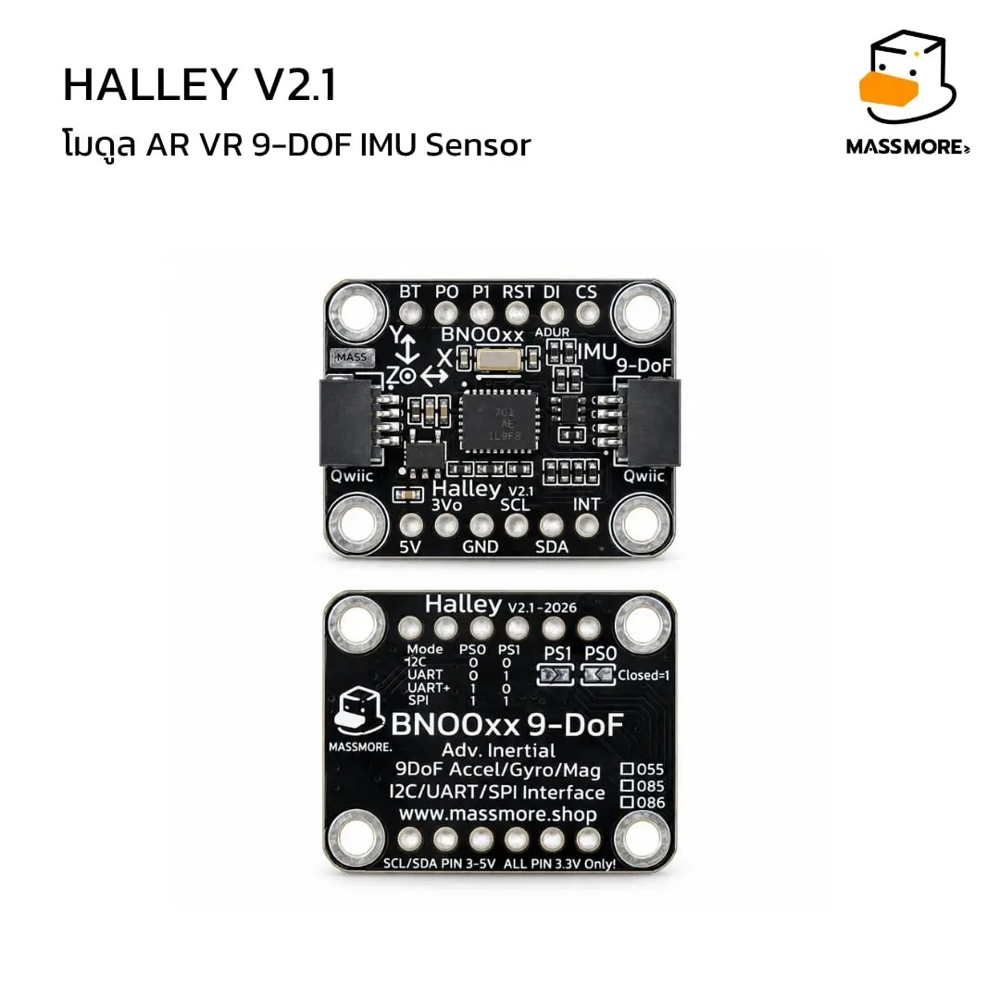 HALLEY V2.1
โมดูล AR VR 9-DOF IMU Sensor
MASSMORE
BT PO P1 RST DI CS
BNOOxx ADUR
Y
X
IMU
MASS
Z
9-DoF
701
AE
1L9F8
Qwiic
Qwiic
Halley V2.1
3Vo SCL INT
5V GND SDA
Halley V2.1-2026
Mode PS0 PS1
I2C 0 0
UART 0 1
UART+ 1 0
SPI 1 1
PS1 PS0
Closed=1
MASSMORE.
BNOOxx 9-DoF
Adv. Inertial
9DoF Accel/Gyro/Mag
I2C/UART/SPI Interface
www.massmore.shop
055
085
086
SCL/SDA PIN 3-5V ALL PIN 3.3V Only!